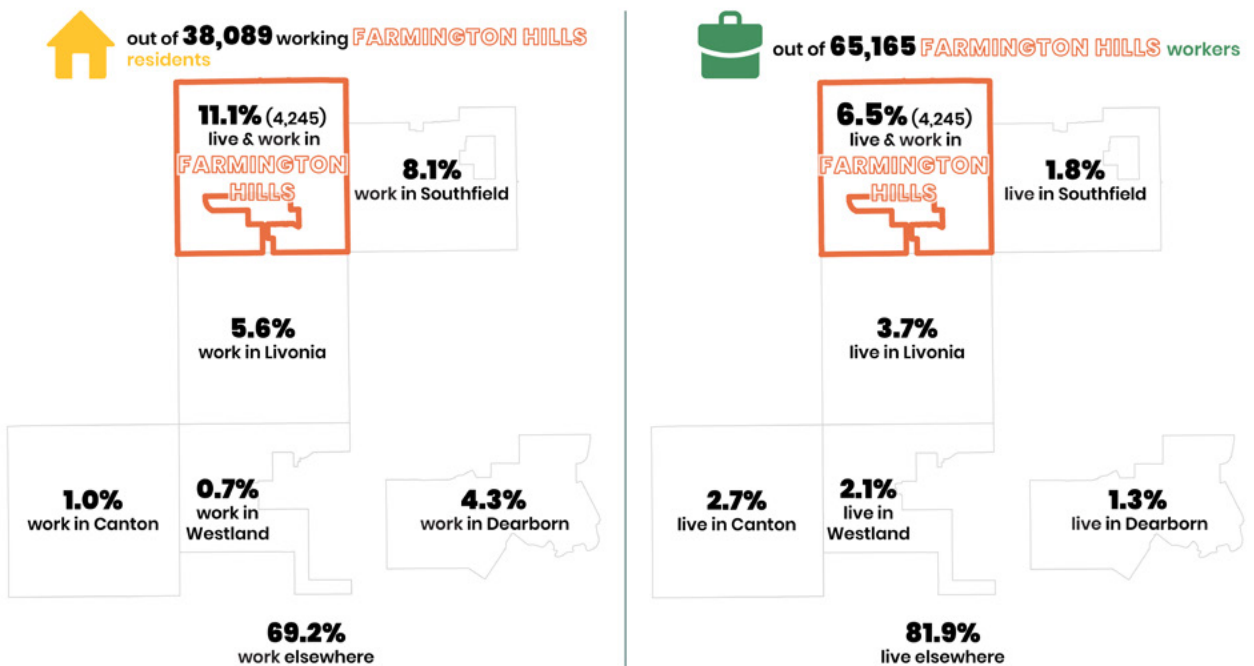 out of 38,089 working FARMINGTON HILLS
residents
11.1% (4,245)
live & work in
FARMINGTON
HILLS
8.1%
work in Southfield
5.6%
work in Livonia
1.0%
work in Canton
0.7%
work in
Westland
4.3%
work in Dearborn
69.2%
work elsewhere
out of 65,165 FARMINGTON HILLS workers
6.5% (4,245)
live & work in
FARMINGTON
HILLS
1.8%
live in Southfield
3.7%
live in Livonia
2.7%
live in Canton
2.1%
live in
Westland
1.3%
live in Dearborn
81.9%
live elsewhere